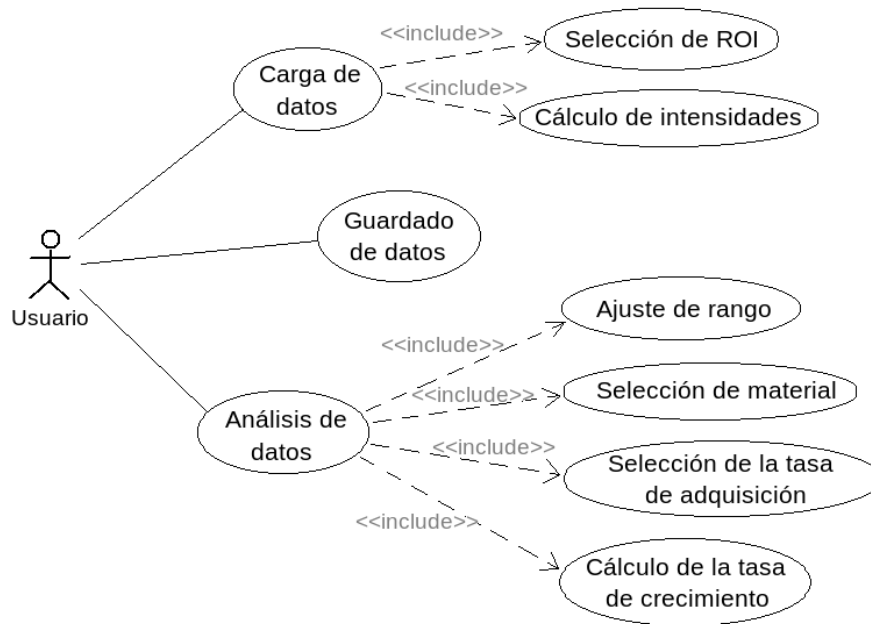 <<include>>
Selección de ROI
Carga de
datos
<<include>>
Cálculo de intensidades
Guardado
de datos
Usuario
Ajuste de rango
<<include>>
Selección de material
<<include>>
Análisis de
datos
<<include>>
Selección de la tasa
de adquisición
<<include>>
Cálculo de la tasa
de crecimiento